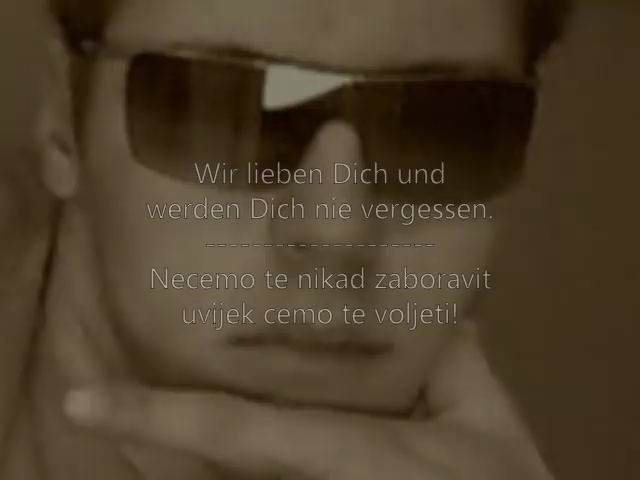 Wir lieben Dich und
werden Dich nie vergessen.
--------------------
Necemo te nikad zaboravit
uvijek cemo te voljeti!